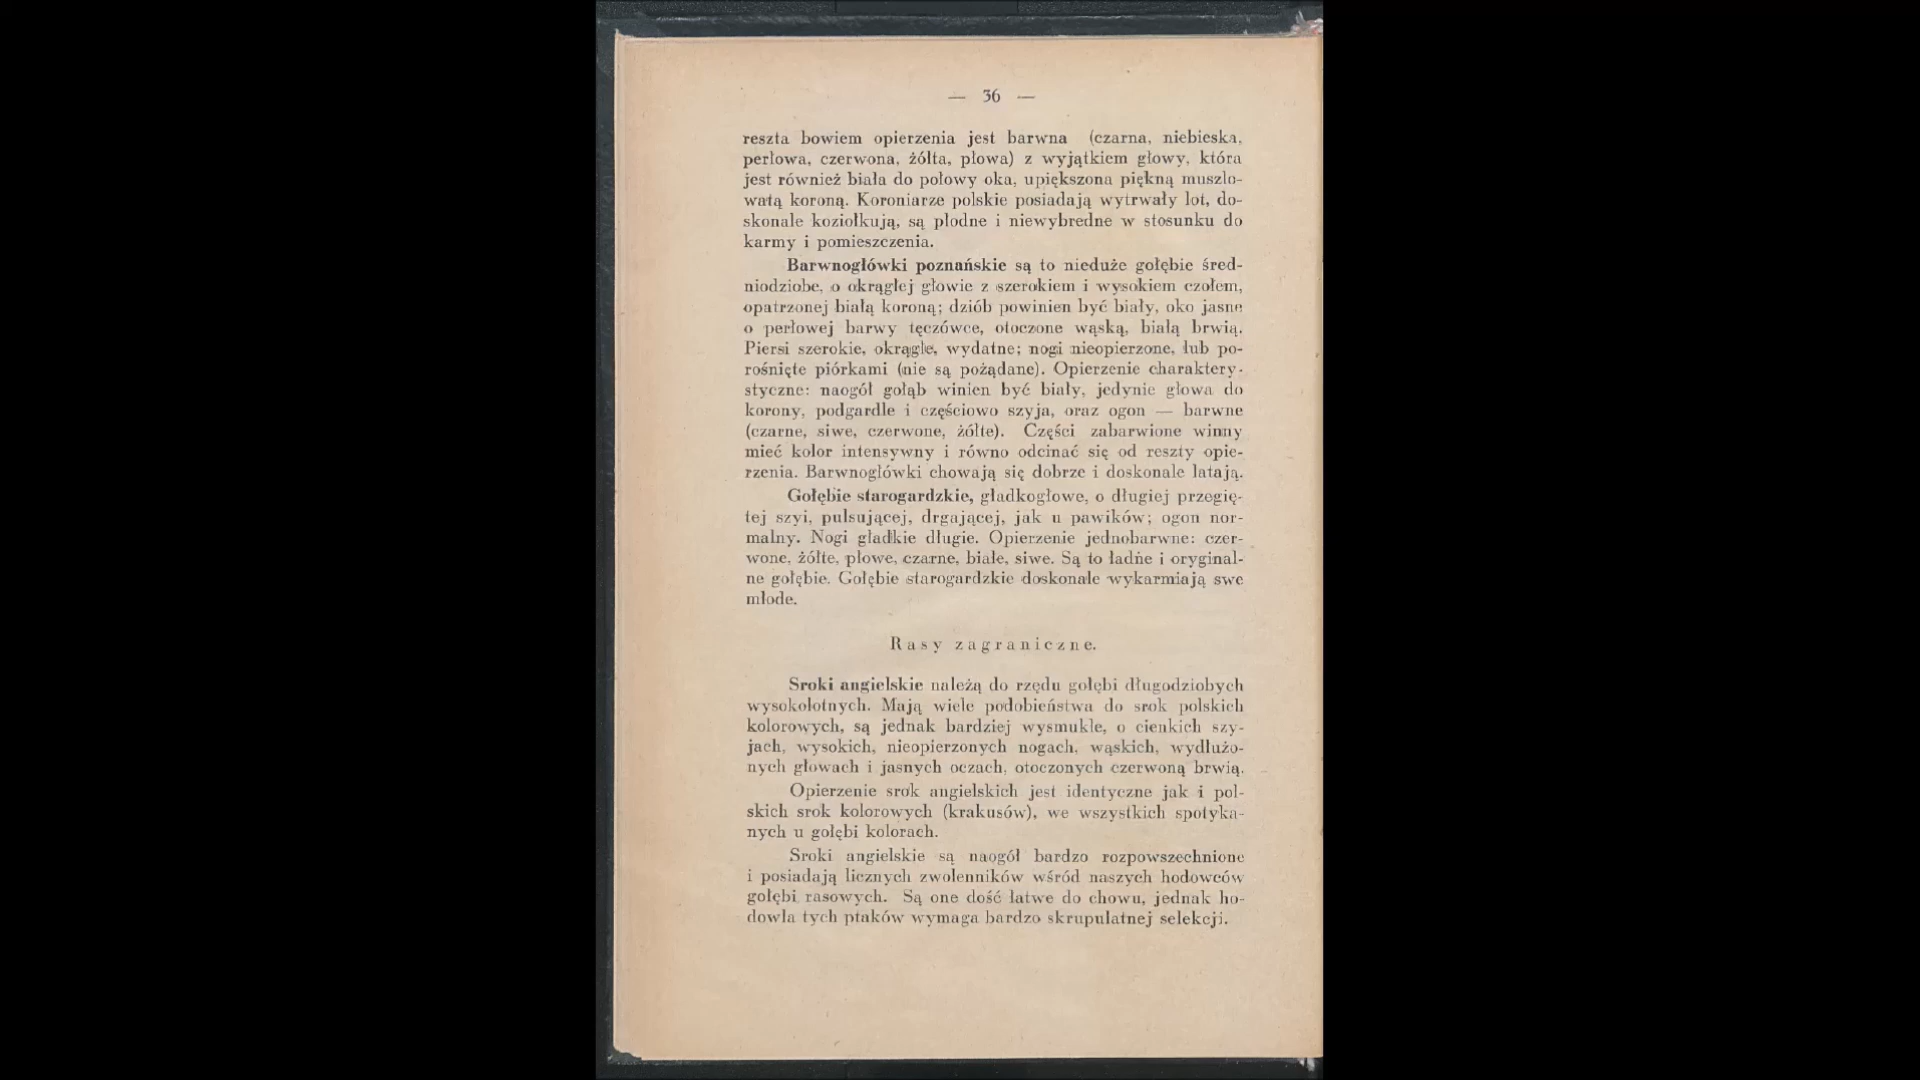 — 36 —
reszta bowiem opierzenia jest barwna (czarna, niebieska,
perłowa, czerwona, żółta, płowa) z wyjątkiem głowy, która
jest również biała do połowy oka, upiększona piękną muszlo-
watą koroną. Koroniarze polskie posiadają wytrwały lot, do-
skonale koziołkują, są płodne i niewybredne w stosunku do
karmy i pomieszczenia.
Barwnogłówki poznańskie są to nieduże gołębie śred-
niodziobe, o okrągłej głowie z szerokiem i wysokiem czołem,
opatrzonej białą koroną; dziób powinien być biały, oko jasne
o perłowej barwy tęczówce, otoczone wąską, białą brwią.
Piersi szerokie, okrągłe, wydatne; nogi nieopierzone, lub po-
rośnięte piórkami (nie są pożądane). Opierzenie charaktery-
styczne: naogół gołąb winien być biały, jedynie głowa do
korony, podgardle i częściowo szyja, oraz ogon — barwne
(czarne, siwe, czerwone, żółte). Części zabarwione winny
mieć kolor intensywny i równo odcinać się od reszty opie-
rzenia. Barwnogłówki chowają się dobrze i doskonale latają.
Gołębie starogardzkie, gładkogłowe, o długiej przegię-
tej szyi, pulsującej, drgającej, jak u pawików; ogon nor-
malny. Nogi gładkie długie. Opierzenie jednobarwne: czer-
wone, żółte, płowe, czarne, białe, siwe. Są to ładne i oryginal-
ne gołębie. Gołębie starogardzkie doskonale wykarmiają swe
młode.
Rasy zagraniczne.
Sroki angielskie należą do rzędu gołębi długodziobych
wysokolotnych. Mają wiele podobieństwa do srok polskich
kolorowych, są jednak bardziej wysmukłe, o cienkich szy-
jach, wysokich, nieopierzonych nogach, wąskich, wydłużo-
nych głowach i jasnych oczach, otoczonych czerwoną brwią.
Opierzenie srok angielskich jest identyczne jak i pol-
skich srok kolorowych (krakusów), we wszystkich spotyka-
nych u gołębi kolorach.
Sroki angielskie są naogół bardzo rozpowszechnione
i posiadają licznych zwolenników wśród naszych hodowców
gołębi rasowych. Są one dość łatwe do chowu, jednak ho-
dowla tych ptaków wymaga bardzo skrupulatnej selekcji.